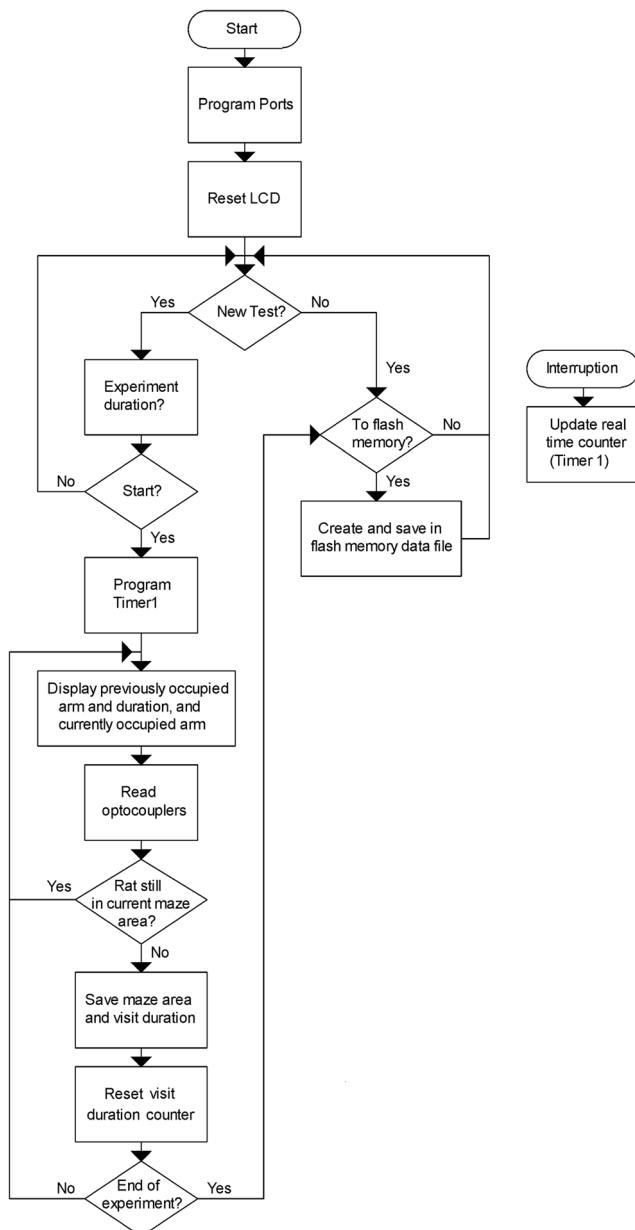 Start
Program Ports
Reset LCD
Yes
New Test?
No
Experiment
duration?
Yes
To flash
memory?
No
Interruption
Update real
time counter
(Timer 1)
No
Start?
Yes
Yes
Create and save in
flash memory data file
Program
Timer1
Display previously occupied
arm and duration, and
currently occupied arm
Read
optocouplers
Yes
Rat still
in current maze
area?
No
Save maze area
and visit duration
Reset visit
duration counter
No
End of
experiment?
Yes